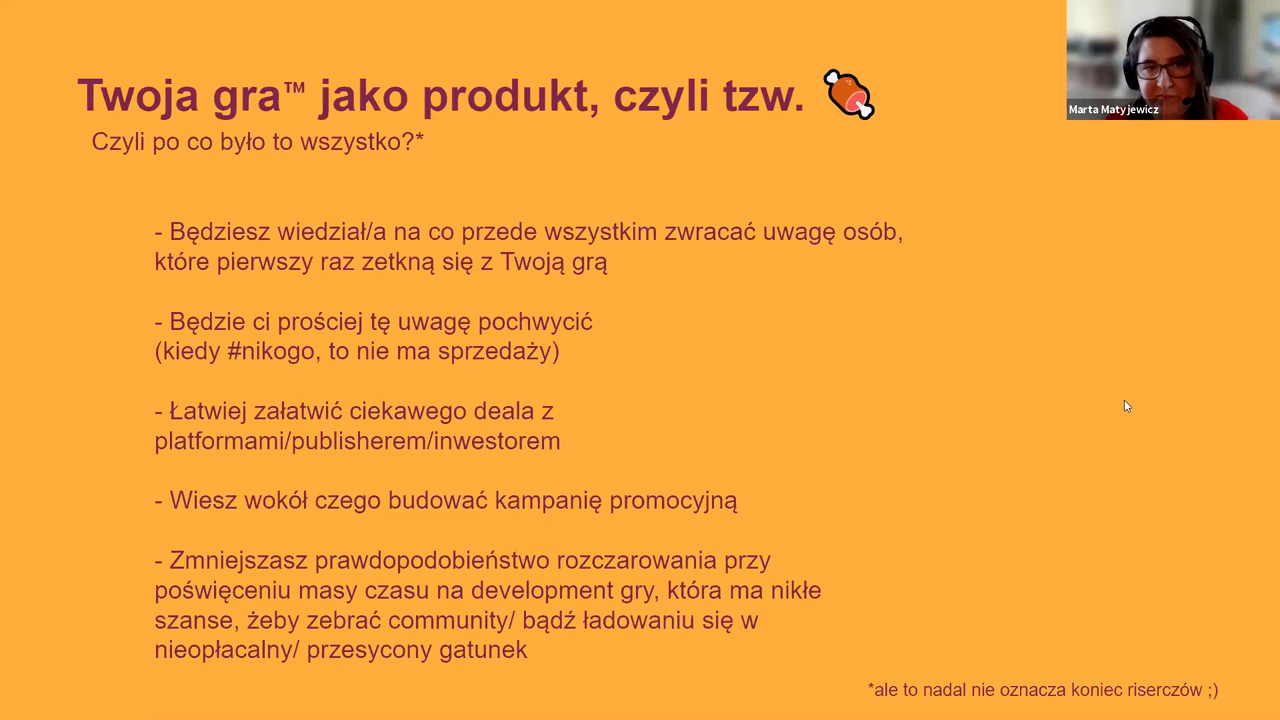 Twoja gra™ jako produkt, czyli tzw.
Czyli po co było to wszystko?*
Marta Matyjewicz
- Będziesz wiedział/a na co przede wszystkim zwracać uwagę osób,
które pierwszy raz zetkną się z Twoją grą
- Będzie ci prościej tę uwagę pochwycić
(kiedy #nikogo, to nie ma sprzedaży)
- Łatwiej załatwić ciekawego deala z
platformami/publisherem/inwestorem
- Wiesz wokół czego budować kampanię promocyjną
- Zmniejszasz prawdopodobieństwo rozczarowania przy
poświęceniu masy czasu na development gry, która ma nikłe
szanse, żeby zebrać community/ bądź ładowaniu się w
nieopłacalny/ przesycony gatunek
*ale to nadal nie oznacza koniec riserczów ;)